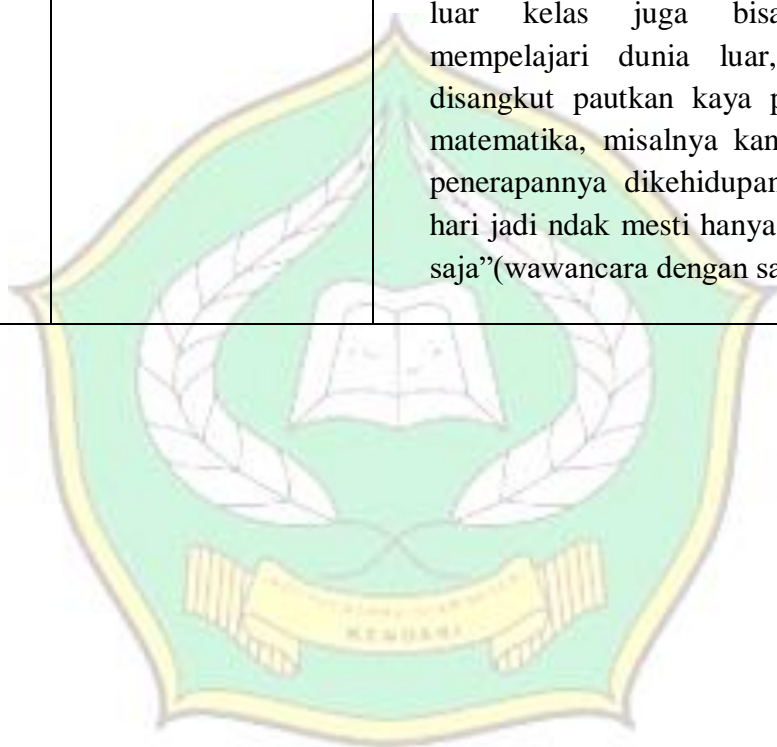 luar kelas juga bisa
mempelajari dunia luar,
disangkut pautkan kaya
matematika, misalnya kan
penerapannya dikehidupan
hari jadi ndak mesti hanya
saja”(wawancara dengan
KENDARI